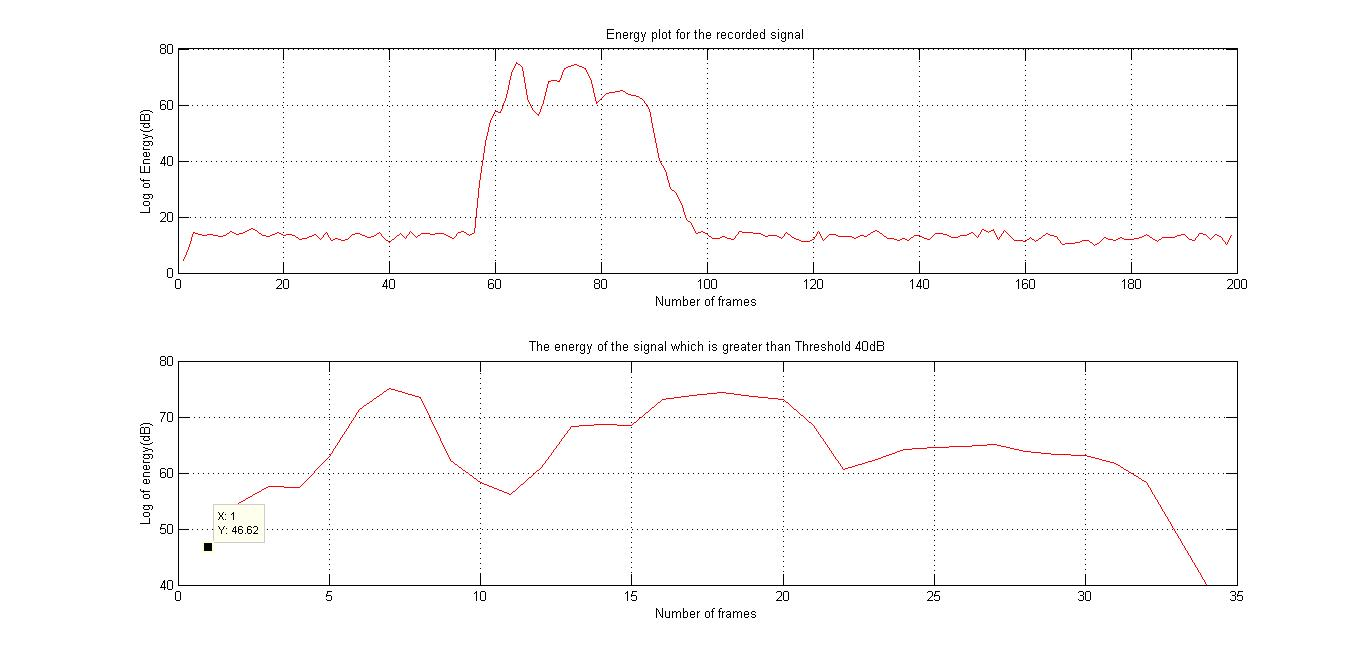 Energy plot for the recorded signal
Log of Energy(dB)
80
60
40
20
0
0 20 40 60 80 100 120 140 160 180 200
Number of frames
The energy of the signal which is greater than Threshold 40dB
Log of energy(dB)
80
70
60
50
40
X: 1
Y: 46.62
0 5 10 15 20 25 30 35
Number of frames